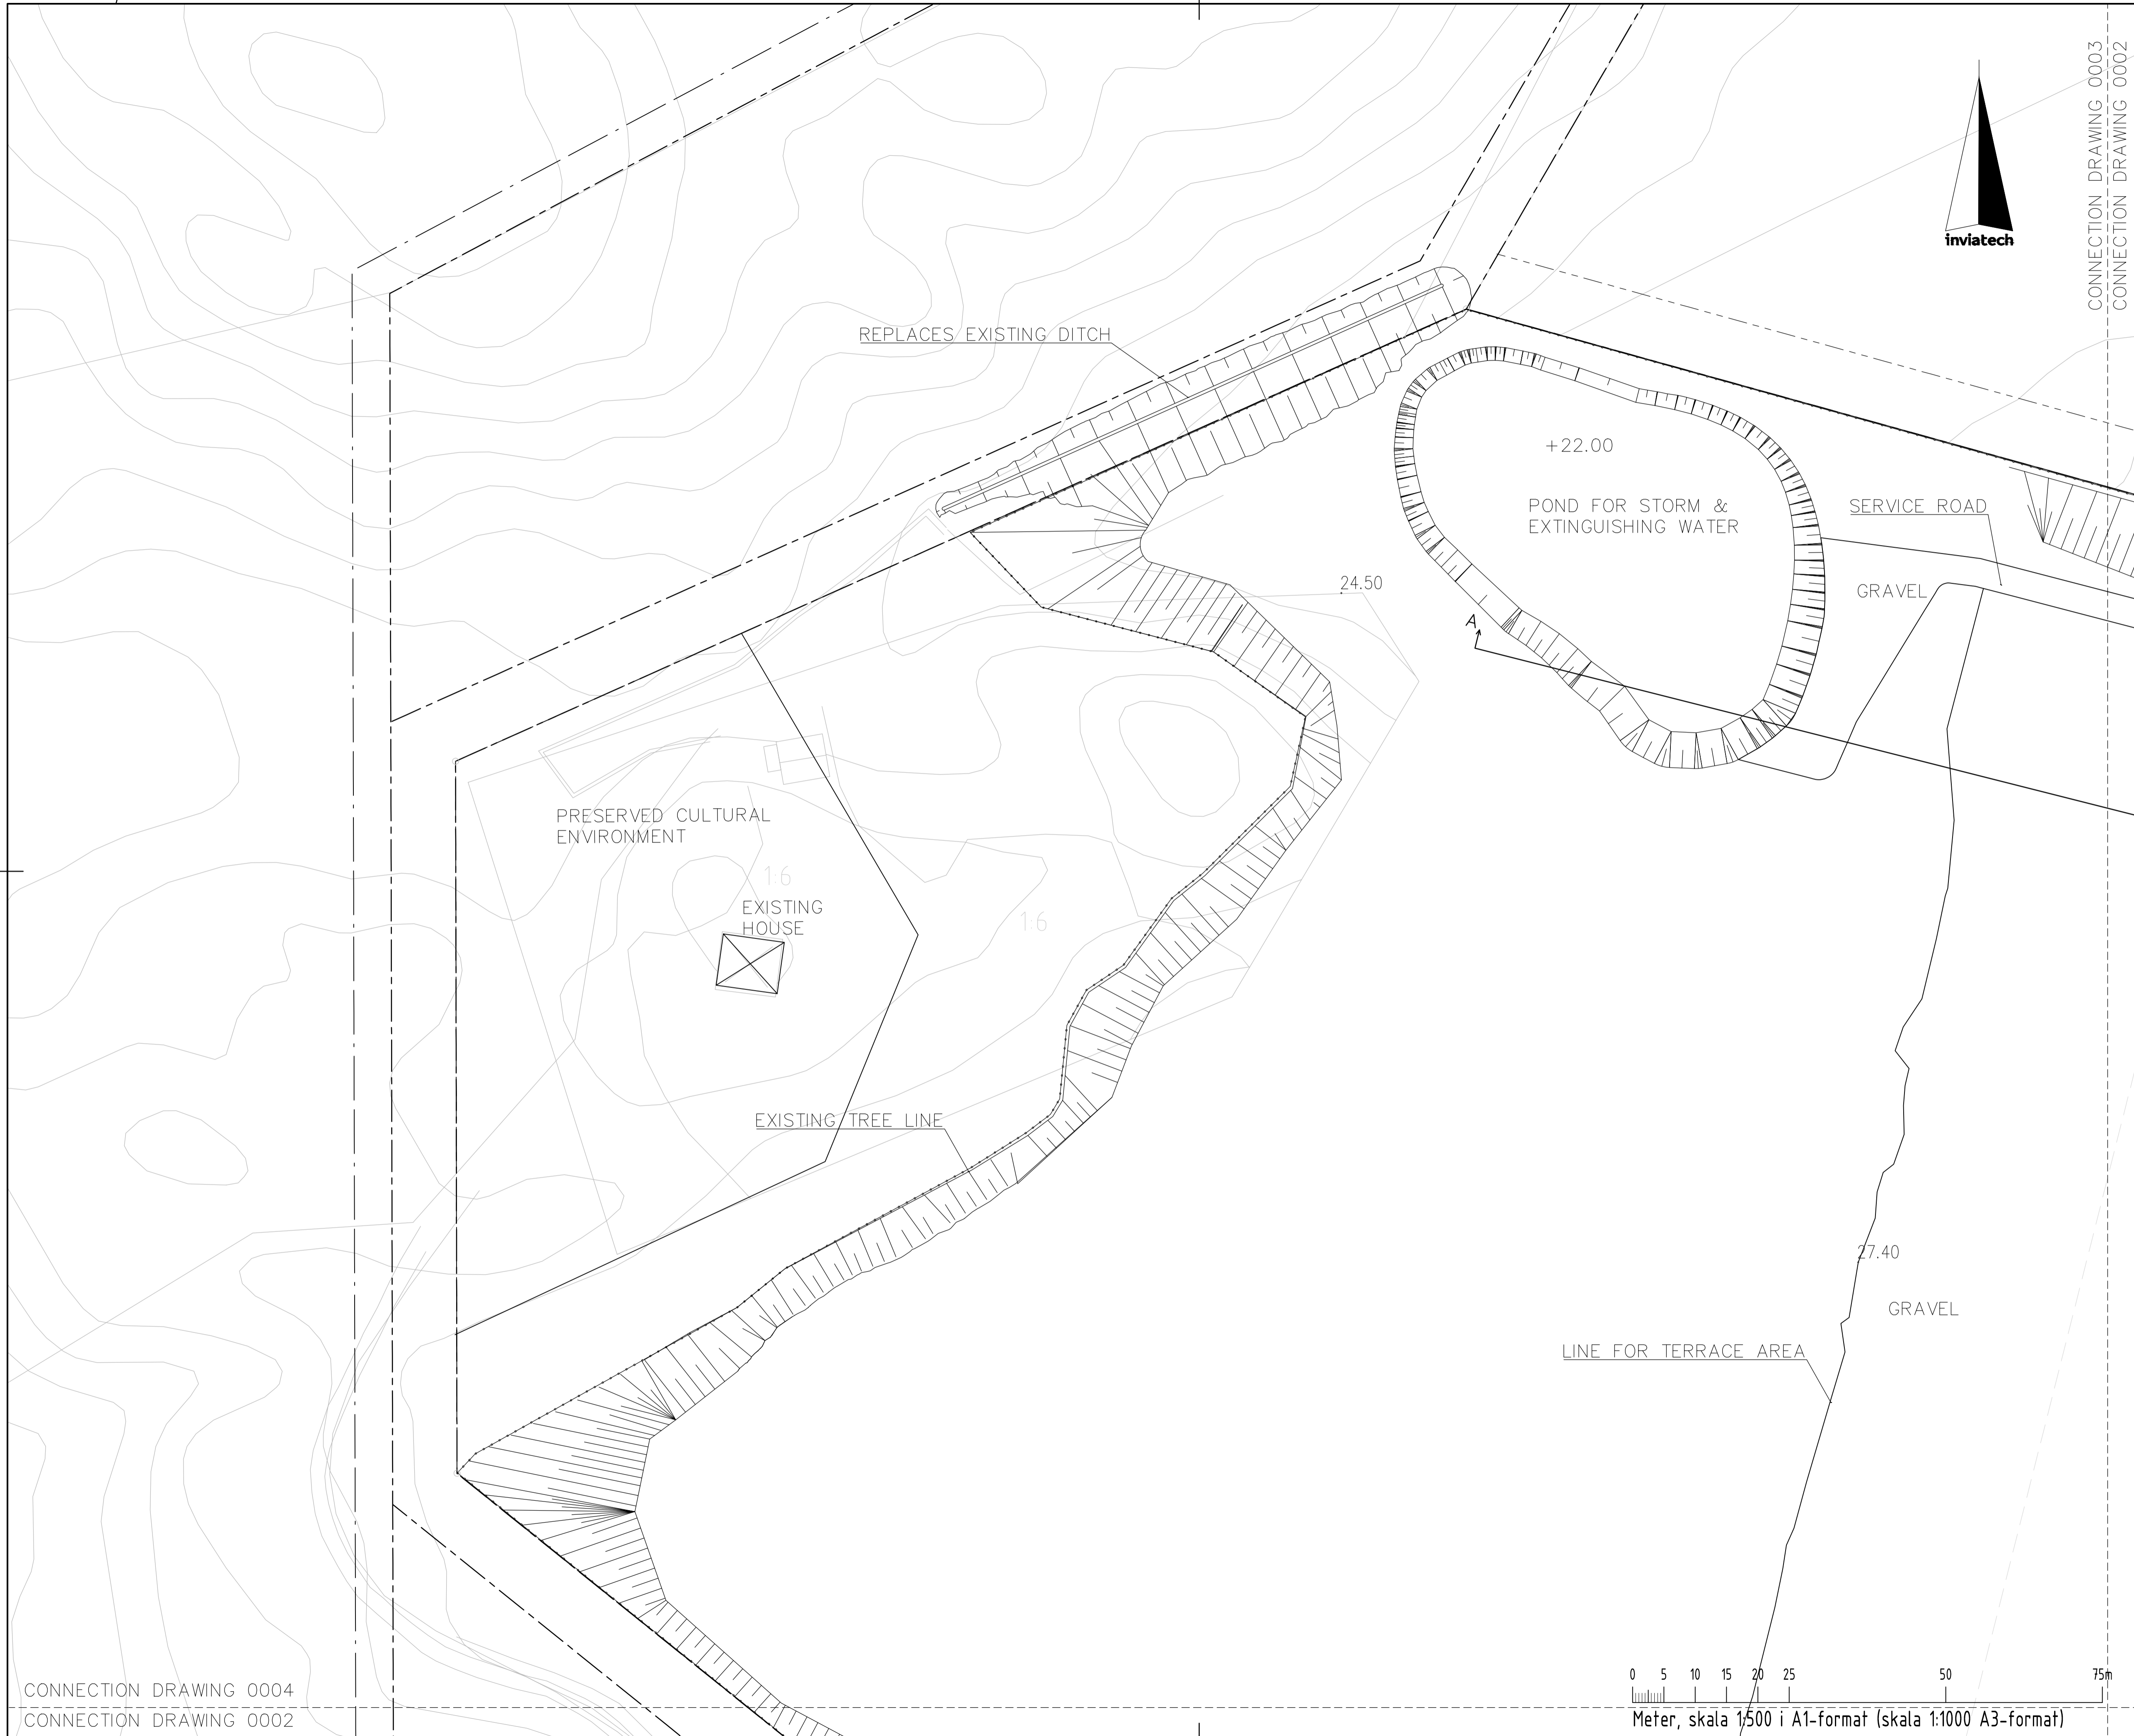 CONNECTION DRAWING 0003
CONNECTION DRAWING 0002
inviatech
REPLACES EXISTING DITCH
+22.00
POND FOR STORM &
EXTINGUISHING WATER
SERVICE ROAD
24.50
GRAVEL
A
PRESERVED CULTURAL
ENVIRONMENT
1:6
EXISTING
HOUSE
1:6
EXISTING TREE LINE
27.40
GRAVEL
LINE FOR TERRACE AREA
0 5 10 15 20 25 50 75m
Meter, skala 1:500 i A1-format (skala 1:1000 A3-format)
CONNECTION DRAWING 0004
CONNECTION DRAWING 0002